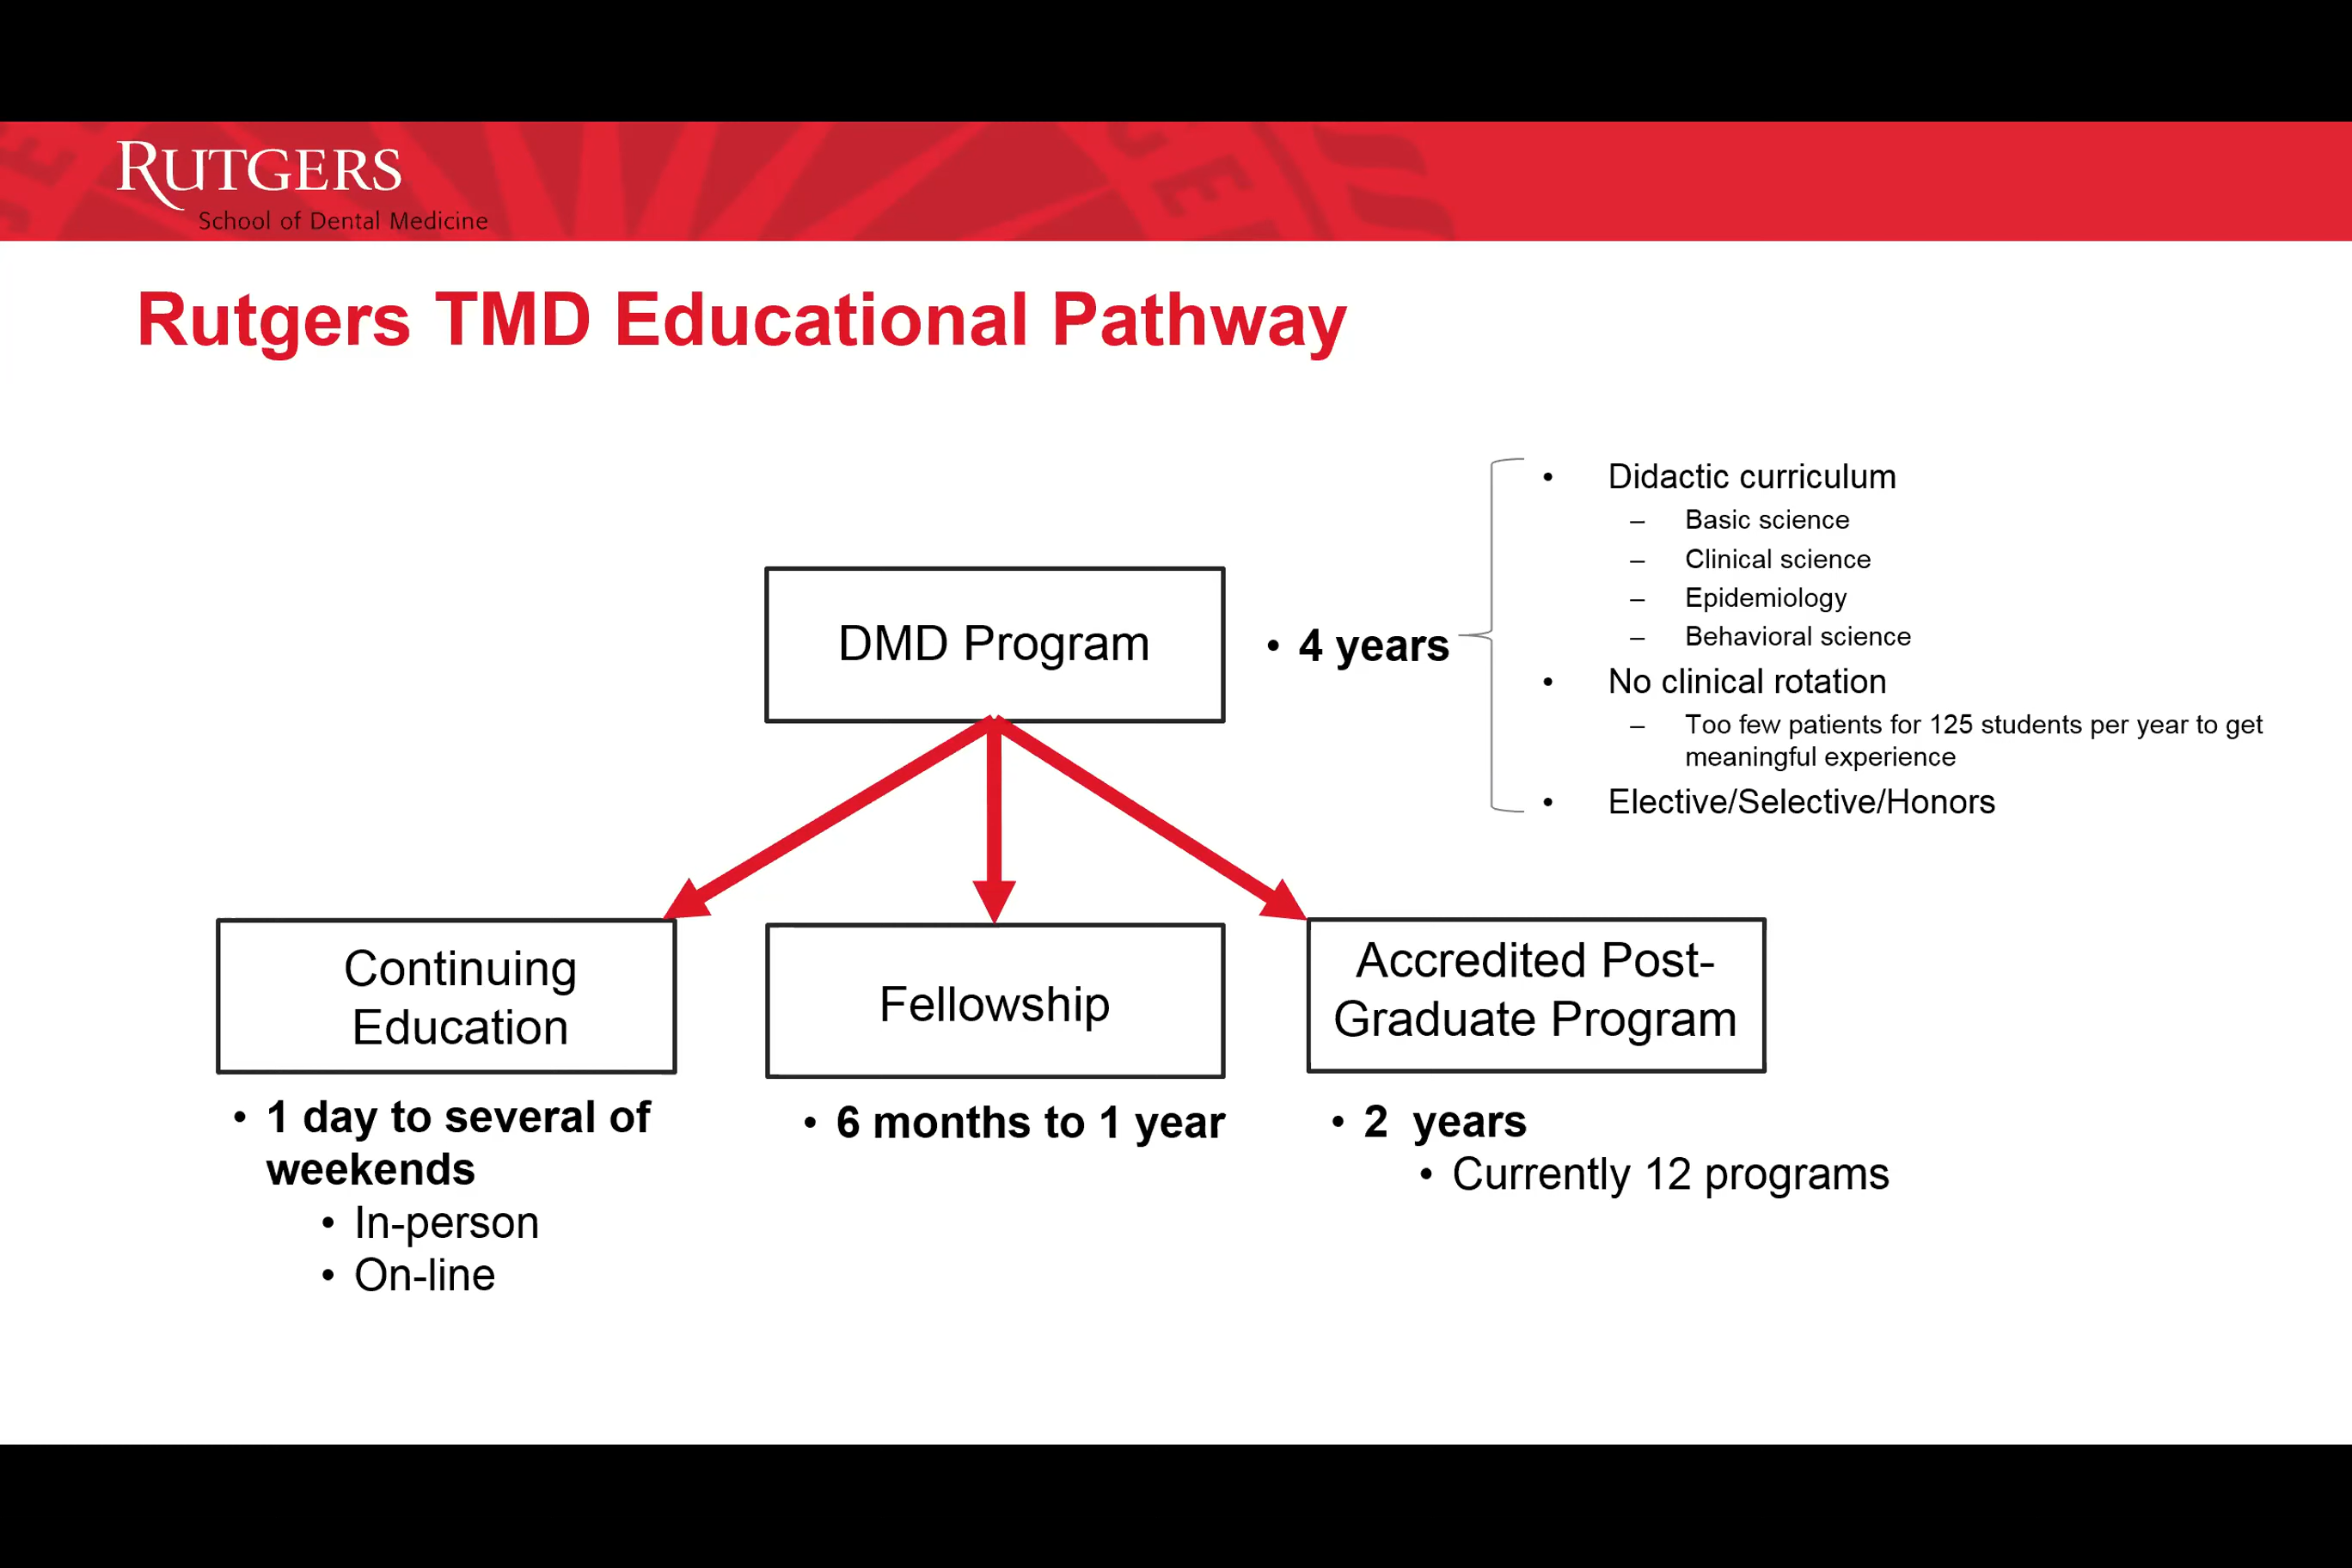 RUTGERS
School of Dental Medicine
Rutgers TMD Educational Pathway
• Didactic curriculum
– Basic science
– Clinical science
– Epidemiology
– Behavioral science
• No clinical rotation
– Too few patients for 125 students per year to get
meaningful experience
• Elective/Selective/Honors
DMD Program
• 4 years
Continuing
Education
• 1 day to several of
weekends
• In-person
• On-line
Fellowship
• 6 months to 1 year
Accredited Post-
Graduate Program
• 2  years
• Currently 12 programs